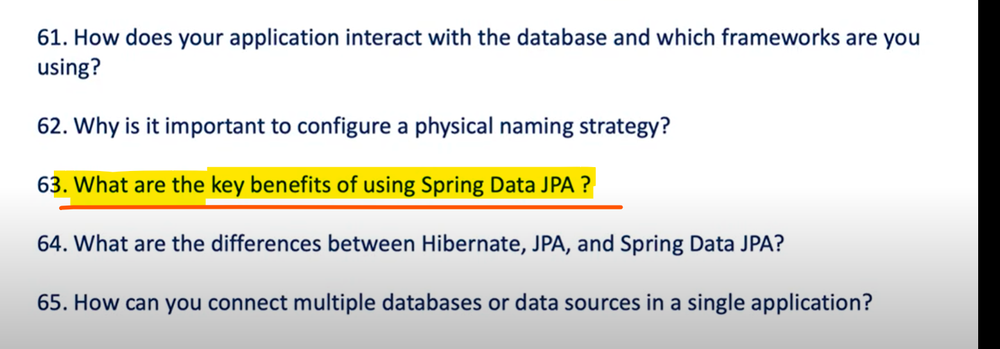 61. How does your application interact with the database and which frameworks are you
using?
62. Why is it important to configure a physical naming strategy?
63. What are the key benefits of using Spring Data JPA ?
64. What are the differences between Hibernate, JPA, and Spring Data JPA?
65. How can you connect multiple databases or data sources in a single application?